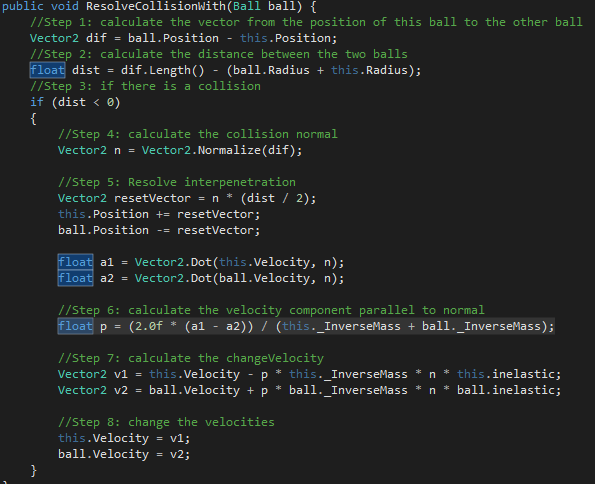 public void ResolveCollisionWith(Ball ball) {
//Step 1: calculate the vector from the position of this ball to the other ball
Vector2 dif = ball.Position - this.Position;
//Step 2: calculate the distance between the two balls
float dist = dif.Length() - (ball.Radius + this.Radius);
//Step 3: if there is a collision
if (dist < 0)
{
//Step 4: calculate the collision normal
Vector2 n = Vector2.Normalize(dif);
//Step 5: Resolve interpenetration
Vector2 resetVector = n * (dist / 2);
this.Position += resetVector;
ball.Position -= resetVector;
float a1 = Vector2.Dot(this.Velocity, n);
float a2 = Vector2.Dot(ball.Velocity, n);
//Step 6: calculate the velocity component parallel to normal
float p = (2.0f * (a1 - a2)) / (this._InverseMass + ball._InverseMass);
//Step 7: calculate the changeVelocity
Vector2 v1 = this.Velocity - p * this._InverseMass * n * this.inelastic;
Vector2 v2 = ball.Velocity + p * ball._InverseMass * n * ball.inelastic;
//Step 8: change the velocities
this.Velocity = v1;
ball.Velocity = v2;
}